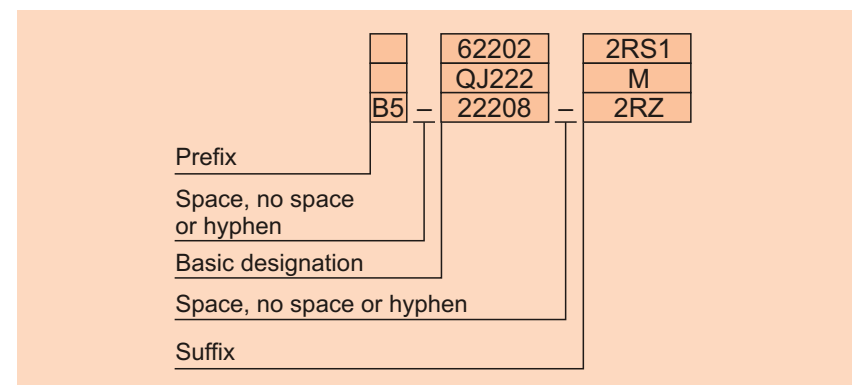 62202 2RS1
QJ222 M
B5 – 22208 – 2RZ
Prefix
Space, no space
or hyphen
Basic designation
Space, no space or hyphen
Suffix